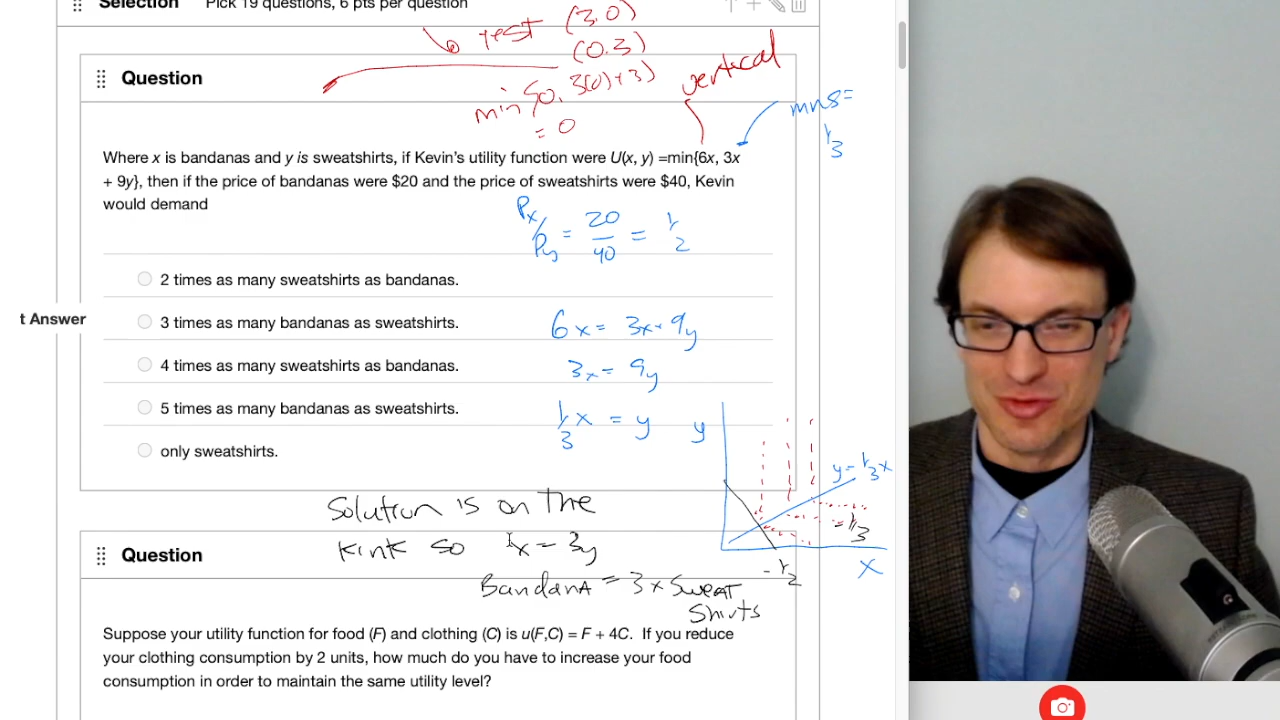 Selection Pick 19 questions, 6 pts per question
test (3,0)
(0.3)
min{0, 3(0)+3)
= 0
vertical
mrs=
1/3
Question
Where x is bandanas and y is sweatshirts, if Kevin's utility function were U(x, y) =min{6x, 3x
+ 9y}, then if the price of bandanas were $20 and the price of sweatshirts were $40, Kevin
would demand
Px/Py = 20/40 = 1/2
2 times as many sweatshirts as bandanas.
t Answer
3 times as many bandanas as sweatshirts.
6x = 3x+9y
4 times as many sweatshirts as bandanas.
3x = 9y
5 times as many bandanas as sweatshirts.
1/3 x = y
only sweatshirts.
y
y=1/3x
=1/3
x
-1/2
Solution is on the
kink so x = 3y
BandanA = 3 x Sweat
Shirts
Question
Suppose your utility function for food (F) and clothing (C) is u(F,C) = F + 4C. If you reduce
your clothing consumption by 2 units, how much do you have to increase your food
consumption in order to maintain the same utility level?